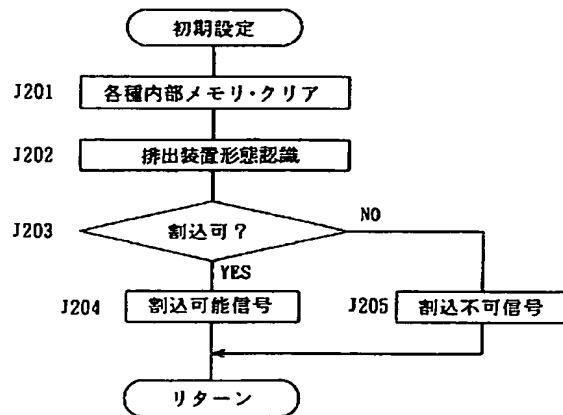 初期設定
J201 各種内部メモリ・クリア
J202 排出装置形態認識
J203 割込可? NO
YES
J204 割込可能信号 J205 割込不可信号
リターン